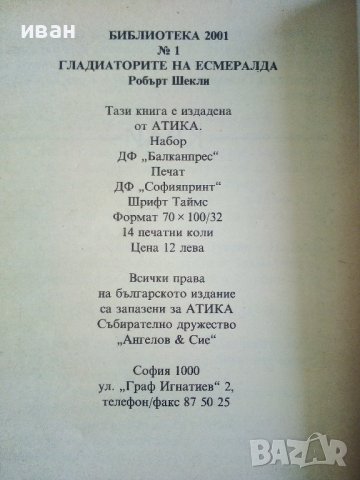 иван
БИБЛИОТЕКА 2001
№ 1
ГЛАДИАТОРИТЕ НА ЕСМЕРАЛДА
Робърт Шекли
Тази книга е издадена
от АТИКА.
Набор
ДФ „Балканпрес"
Печат
ДФ „Софияпринт"
Шрифт Таймс
Формат 70 × 100/32
14 печатни коли
Цена 12 лева
Всички права
на българското издание
са запазени за АТИКА
Събирателно дружество
„Ангелов & Сие"
София 1000
ул. „Граф Игнатиев" 2,
телефон/факс 87 50 25
BAZAR
bg